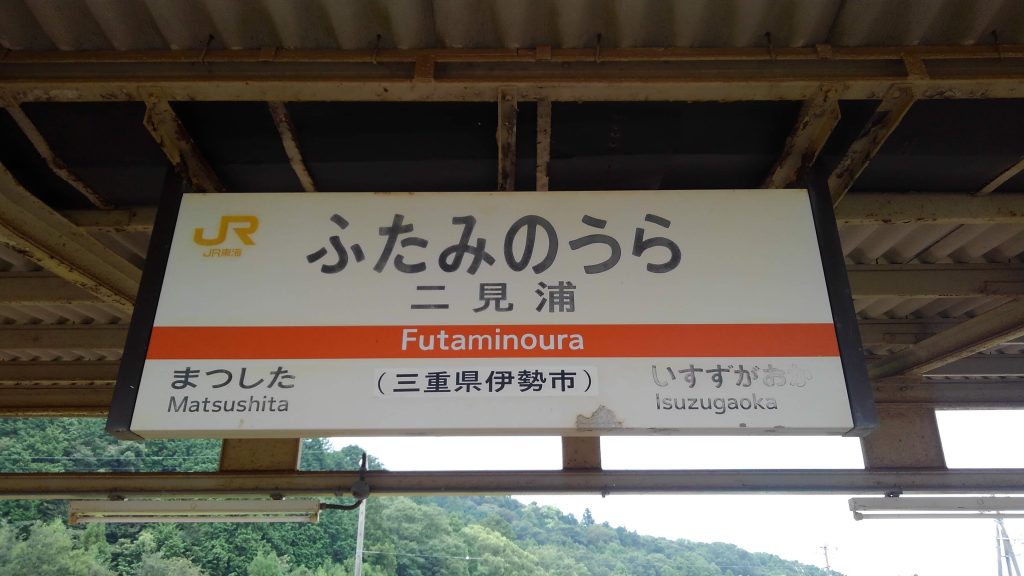 JR
JR東海
ふたみのうら
二見浦
Futaminoura
まつした
Matsushita
（三重県伊勢市）
いすずがおか
Isuzugaoka